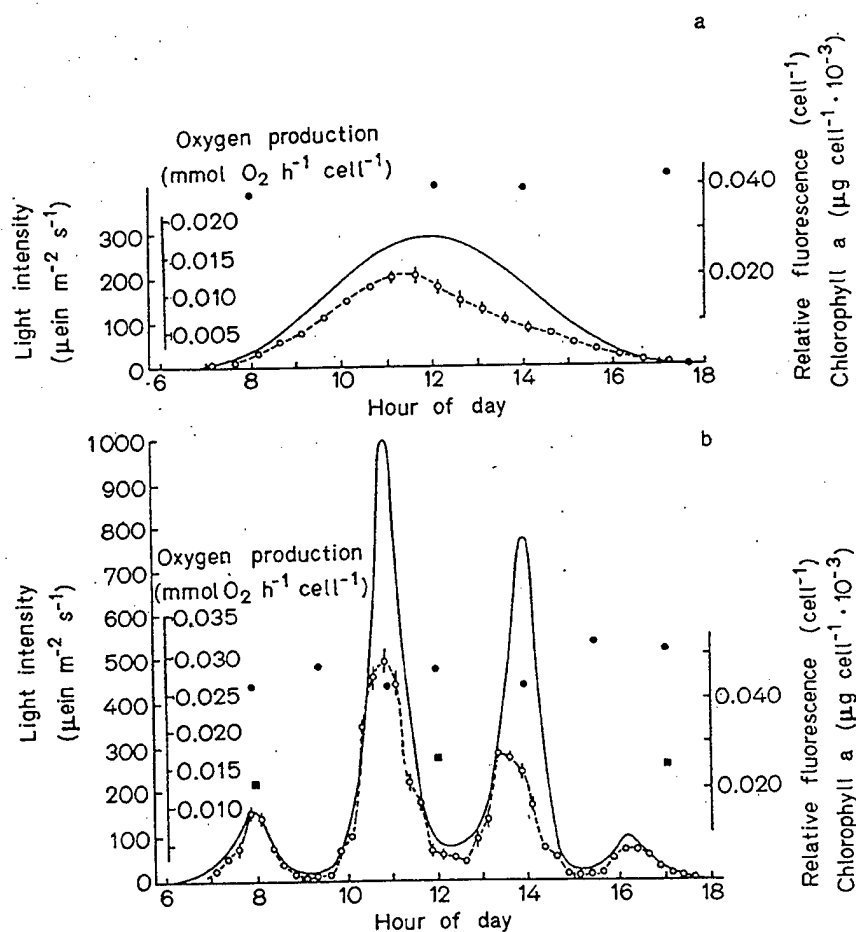 a
Oxygen production
(mmol O₂ h⁻¹ cell⁻¹)
Light intensity
(μein m⁻² s⁻¹)
300
200
100
0
0.020
0.015
0.010
0.005
0.040
0.020
Relative fluorescence (cell⁻¹)
Chlorophyll a (μg cell⁻¹·10⁻³)
6 8 10 12 14 16 18
Hour of day
b
1000
900
800
700
600
500
400
300
200
100
0
Light intensity
(μein m⁻² s⁻¹)
Oxygen production
(mmol O₂ h⁻¹ cell⁻¹)
0.035
0.030
0.025
0.020
0.015
0.010
0.040
0.020
Relative fluorescence (cell⁻¹)
Chlorophyll a (μg cell⁻¹·10⁻³)
6 8 10 12 14 16 18
Hour of day